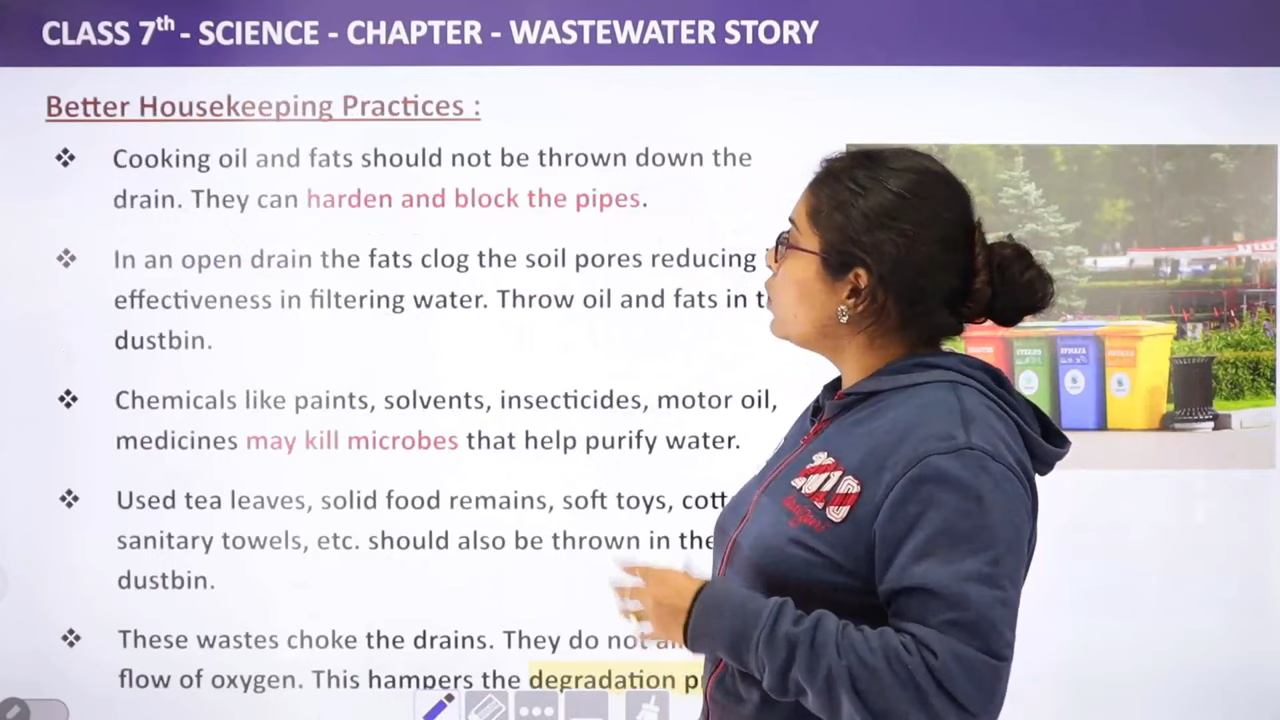 CLASS 7th - SCIENCE - CHAPTER - WASTEWATER STORY
Better Housekeeping Practices :
❖ Cooking oil and fats should not be thrown down the
drain. They can harden and block the pipes.
❖ In an open drain the fats clog the soil pores reducing
effectiveness in filtering water. Throw oil and fats in
dustbin.
❖ Chemicals like paints, solvents, insecticides, motor oil,
medicines may kill microbes that help purify water.
❖ Used tea leaves, solid food remains, soft toys,
sanitary towels, etc. should also be thrown in the
dustbin.
❖ These wastes choke the drains. They do not
flow of oxygen. This hampers the degradation